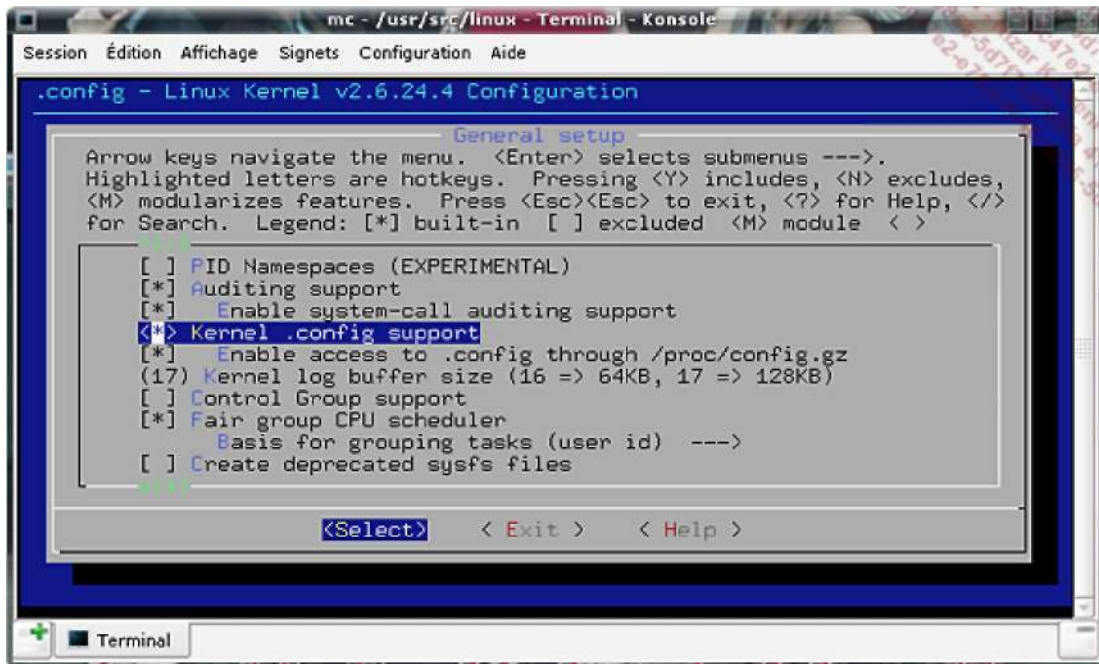 mc - /usr/src/linux - Terminal - Konsole
Session Édition Affichage Signets Configuration Aide
.config - Linux Kernel v2.6.24.4 Configuration
General setup
Arrow keys navigate the menu. <Enter> selects submenus --->.
Highlighted letters are hotkeys. Pressing <Y> includes, <N> excludes,
<M> modularizes features. Press <Esc><Esc> to exit, <?> for Help, </>
for Search. Legend: [*] built-in [ ] excluded <M> module < >
[ ] PID Namespaces (EXPERIMENTAL)
[*] Auditing support
[*] Enable system-call auditing support
<*> Kernel .config support
[*] Enable access to .config through /proc/config.gz
(17) Kernel log buffer size (16 => 64KB, 17 => 128KB)
[ ] Control Group support
[*] Fair group CPU scheduler
Basis for grouping tasks (user id) --->
[ ] Create deprecated sysfs files
<Select> < Exit > < Help >
Terminal